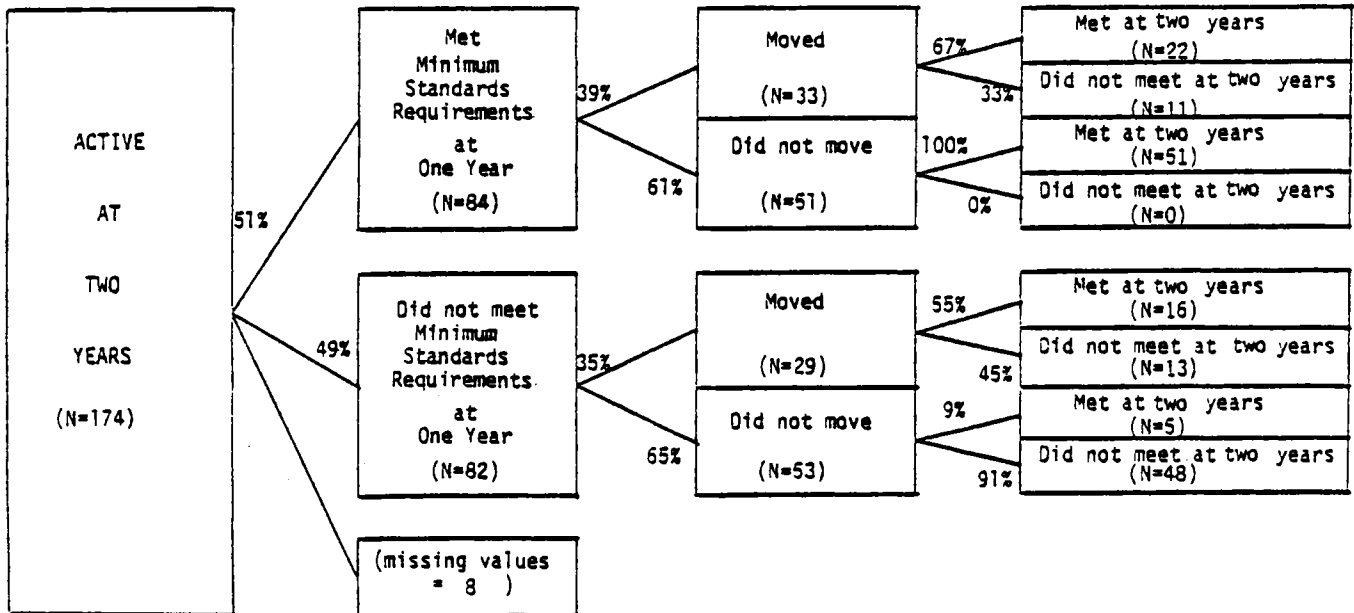 ACTIVE
AT
TWO
YEARS
(N=174)
51%
49%
Met
Minimum
Standards
Requirements
at
One Year
(N=84)
39%
61%
Moved
(N=33)
Did not move
(N=51)
67%
33%
100%
0%
Met at two years
(N=22)
Did not meet at two years
(N=11)
Met at two years
(N=51)
Did not meet at two years
(N=0)
Did not meet
Minimum
Standards
Requirements
at
One Year
(N=82)
35%
65%
Moved
(N=29)
Did not move
(N=53)
55%
45%
9%
91%
Met at two years
(N=16)
Did not meet at two years
(N=13)
Met at two years
(N=5)
Did not meet at two years
(N=48)
(missing values
= 8 )